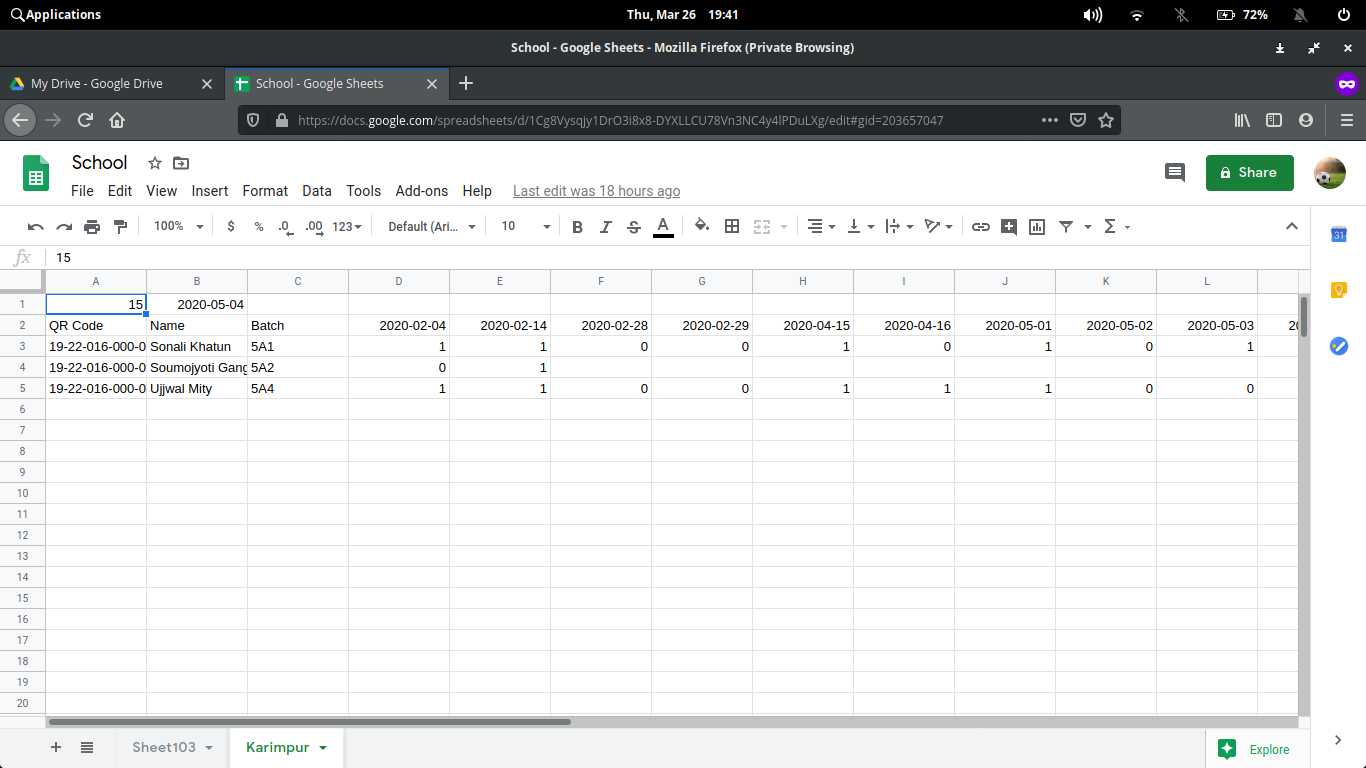 Applications Thu, Mar 26 19:41 72%
School - Google Sheets - Mozilla Firefox (Private Browsing)
My Drive - Google Drive School - Google Sheets
https://docs.google.com/spreadsheets/d/1Cg8Vysqjy1DrO3i8x8-DYXLLCU78Vn3NC4y4lPDuLXg/edit#gid=203657047
School
Share
File Edit View Insert Format Data Tools Add-ons Help Last edit was 18 hours ago
100% $ % .0 .00 123 Default (Ari... 10 B I S A Σ
31
fx 15
A B C D E F G H I J K L
1 15 2020-05-04
2 QR Code Name Batch 2020-02-04 2020-02-14 2020-02-28 2020-02-29 2020-04-15 2020-04-16 2020-05-01 2020-05-02 2020-05-03 20
3 19-22-016-000-0 Sonali Khatun 5A1 1 1 0 0 1 0 1 0 1
4 19-22-016-000-0 Soumojyoti Gang 5A2 0 1
5 19-22-016-000-0 Ujjwal Mity 5A4 1 1 0 0 1 1 1 0 0
6
7
8
9
10
11
12
13
14
15
16
17
18
19
20
Sheet103 Karimpur Explore